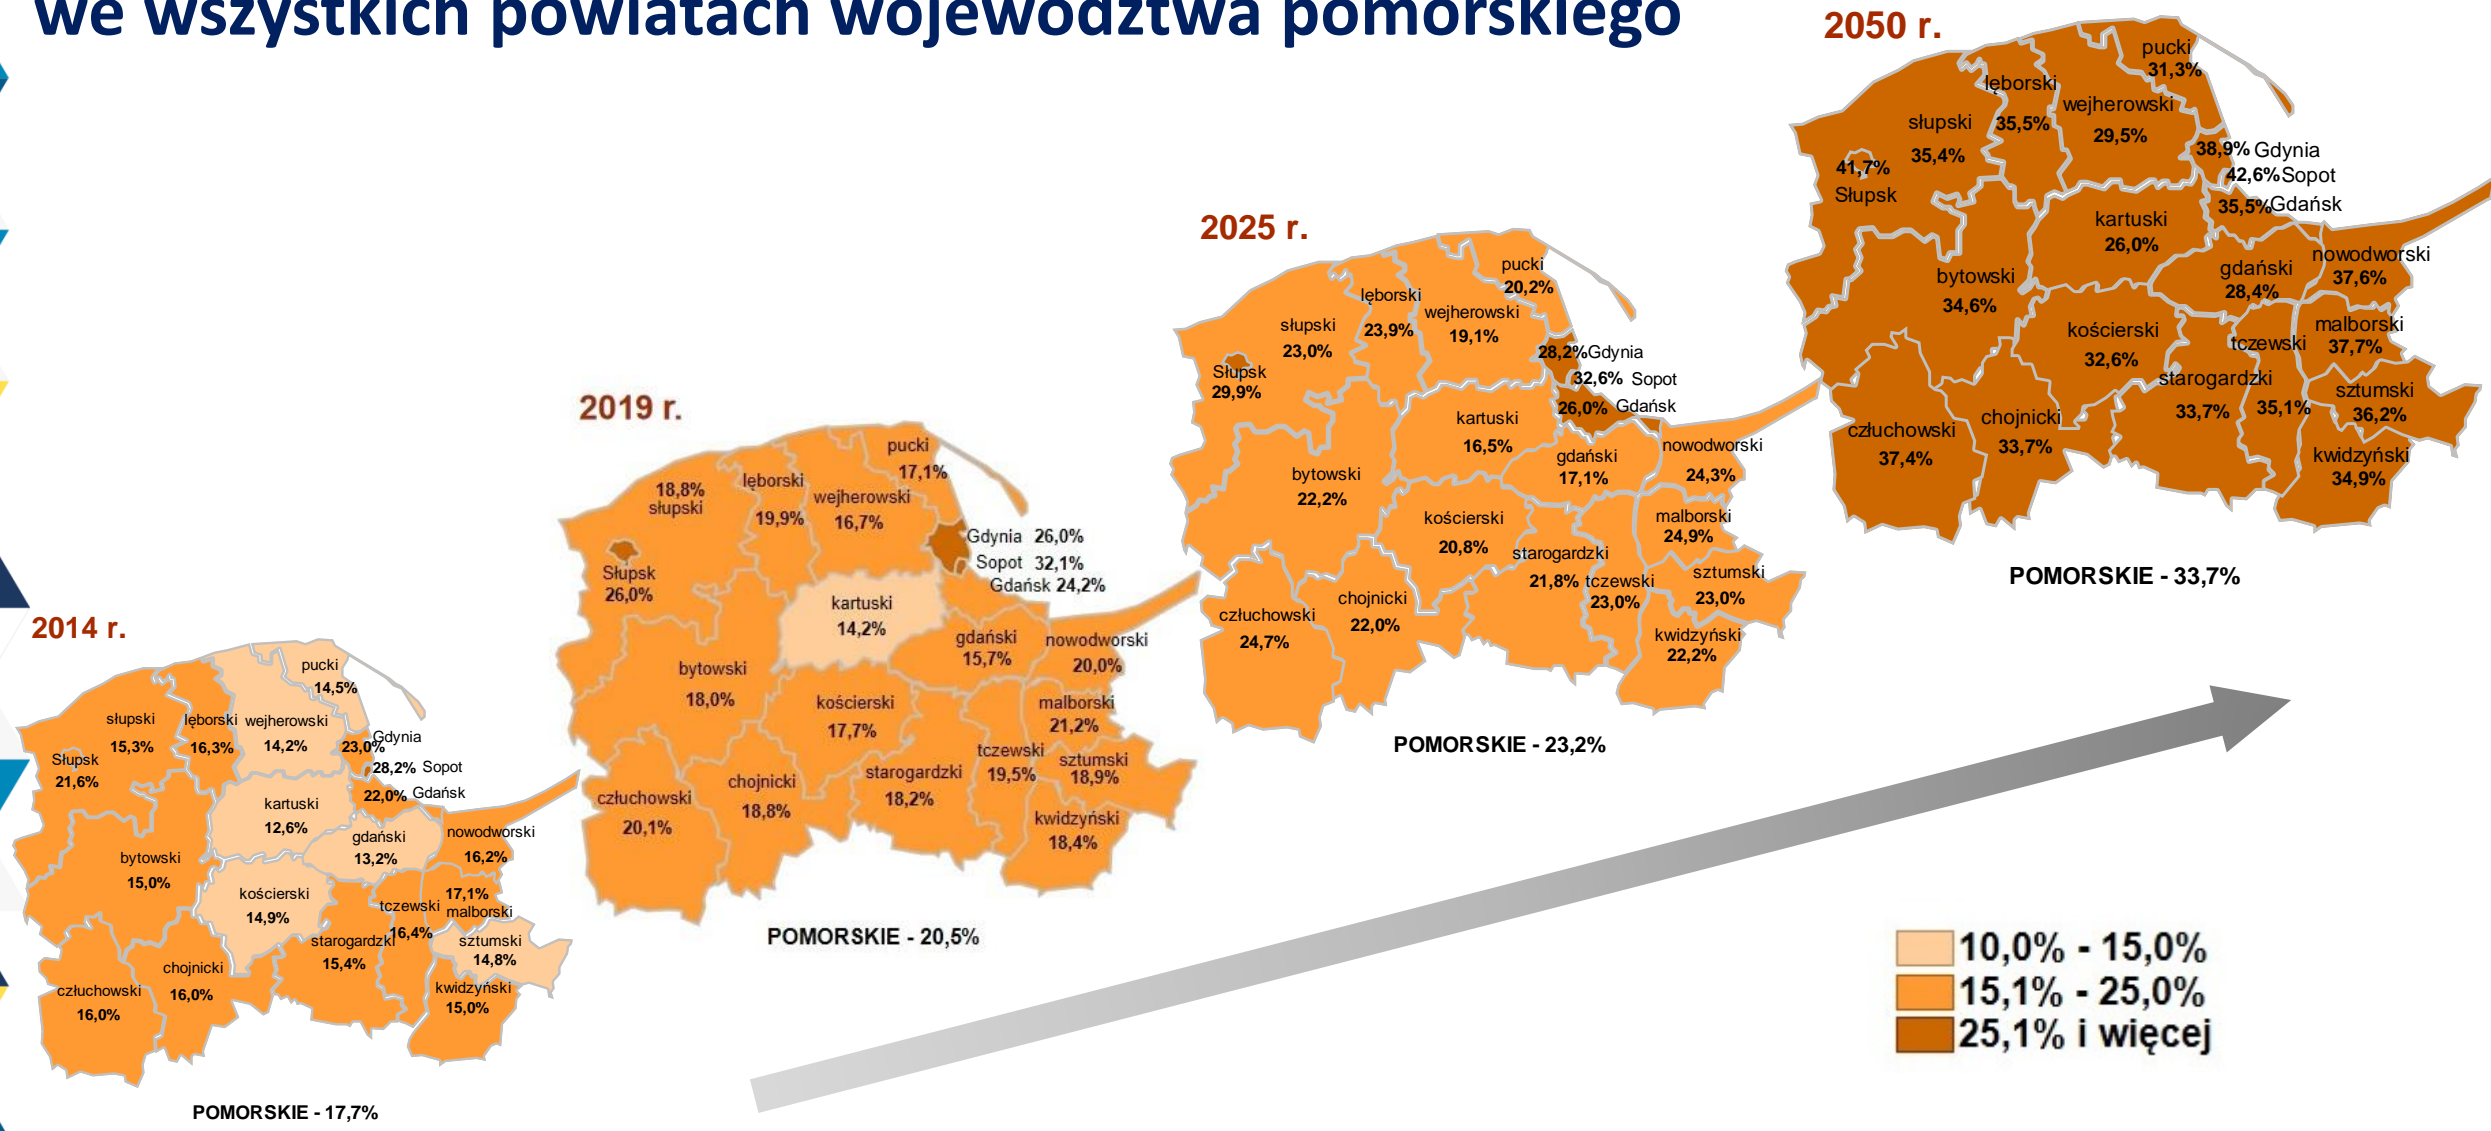 we wszystkich powiatach województwa pomorskiego
2014 r.
pucki
14,5%
słupski
15,3%
lęborski
16,3%
wejherowski
14,2%
Gdynia
23,0%
Słupsk
21,6%
28,2% Sopot
22,0% Gdańsk
kartuski
12,6%
gdański
13,2%
nowodworski
16,2%
bytowski
15,0%
kościerski
14,9%
tczewski
16,4%
17,1%
malborski
starogardzki
15,4%
sztumski
14,8%
chojnicki
16,0%
człuchowski
16,0%
kwidzyński
15,0%
POMORSKIE - 17,7%
2019 r.
pucki
17,1%
18,8%
słupski
lęborski
19,9%
wejherowski
16,7%
Gdynia 26,0%
Sopot 32,1%
Gdańsk 24,2%
Słupsk
26,0%
kartuski
14,2%
gdański
15,7%
nowodworski
20,0%
bytowski
18,0%
kościerski
17,7%
malborski
21,2%
tczewski
19,5%
sztumski
18,9%
starogardzki
18,2%
chojnicki
18,8%
człuchowski
20,1%
kwidzyński
18,4%
POMORSKIE - 20,5%
2025 r.
pucki
20,2%
lęborski
23,9%
wejherowski
19,1%
słupski
23,0%
28,2% Gdynia
Słupsk
29,9%
32,6% Sopot
26,0% Gdańsk
kartuski
16,5%
gdański
17,1%
nowodworski
24,3%
bytowski
22,2%
kościerski
20,8%
malborski
24,9%
starogardzki
21,8%
tczewski
23,0%
sztumski
23,0%
chojnicki
22,0%
człuchowski
24,7%
kwidzyński
22,2%
POMORSKIE - 23,2%
2050 r.
pucki
31,3%
lęborski
35,5%
wejherowski
29,5%
słupski
35,4%
38,9% Gdynia
41,7%
Słupsk
42,6% Sopot
35,5% Gdańsk
kartuski
26,0%
nowodworski
37,6%
gdański
28,4%
bytowski
34,6%
kościerski
32,6%
malborski
37,7%
tczewski
35,1%
starogardzki
33,7%
sztumski
36,2%
chojnicki
33,7%
człuchowski
37,4%
kwidzyński
34,9%
POMORSKIE - 33,7%
10,0% - 15,0%
15,1% - 25,0%
25,1% i więcej